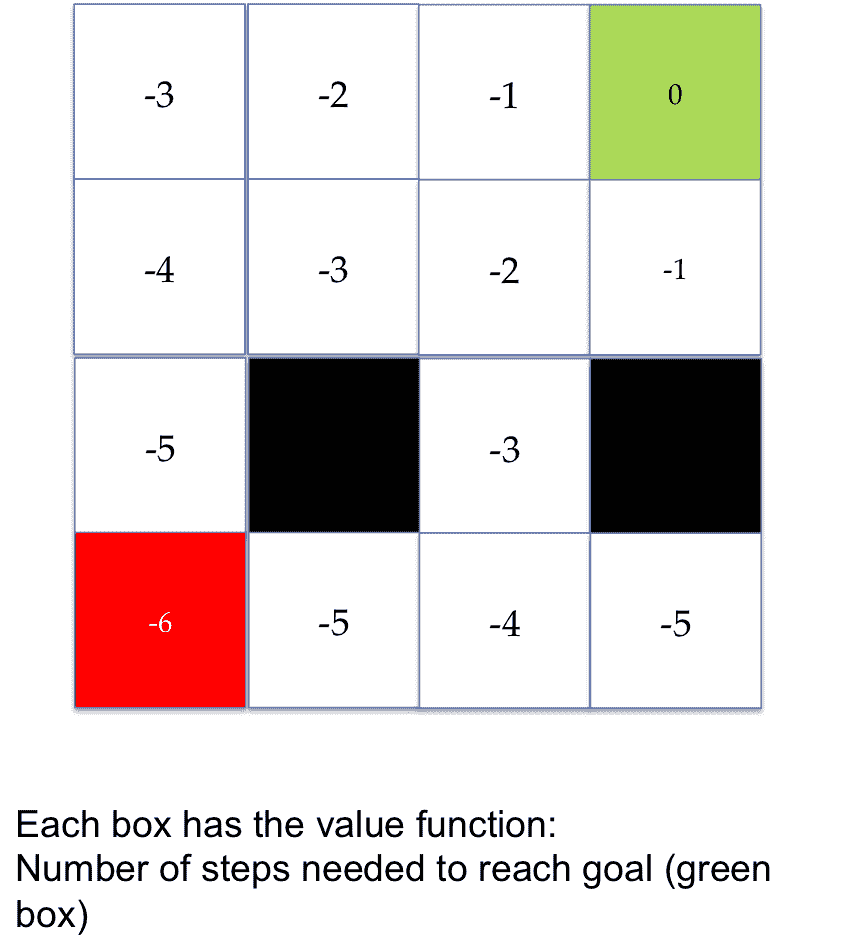 -3 -2 -1 0
-4 -3 -2 -1
-5 -3
-6 -5 -4 -5
Each box has the value function:
Number of steps needed to reach goal (green
box)